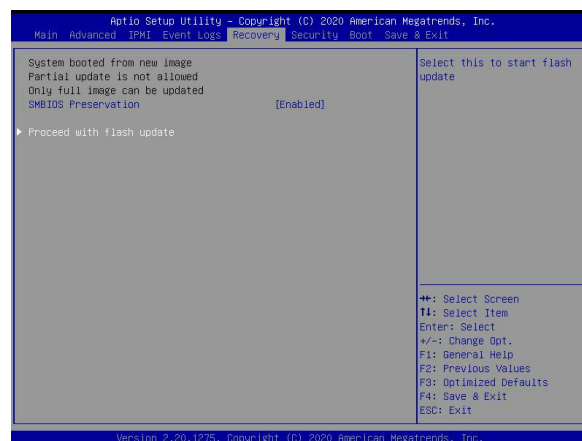 Aptio Setup Utility – Copyright (C) 2020 American Megatrends, Inc.
Main Advanced IPMI Event Logs Recovery Security Boot Save & Exit
System booted from new image
Partial update is not allowed
Only full image can be updated
SMBIOS Preservation [Enabled]
Proceed with flash update
Select this to start flash
update
→←: Select Screen
↑↓: Select Item
Enter: Select
+/-: Change Opt.
F1: General Help
F2: Previous Values
F3: Optimized Defaults
F4: Save & Exit
ESC: Exit
Version 2.20.1275. Copyright (C) 2020 American Megatrends, Inc.